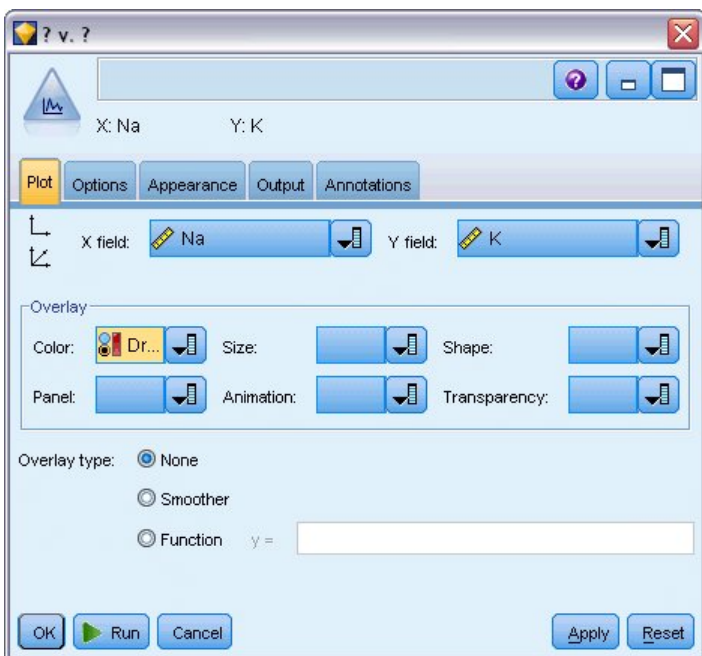 ? v. ?
X: Na Y: K
Plot Options Appearance Output Annotations
X field: Na Y field: K
Overlay
Color: Dr... Size: Shape:
Panel: Animation: Transparency:
Overlay type: None
Smoother
Function y =
OK Run Cancel Apply Reset